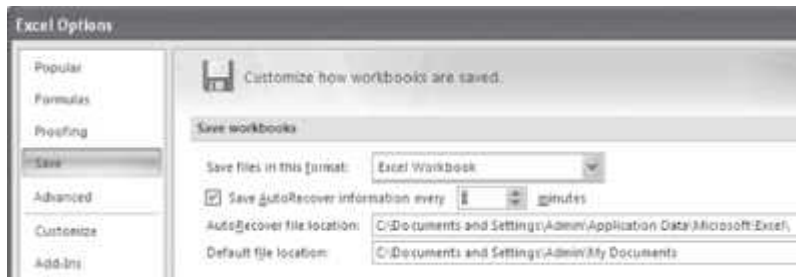 Excel Options
Popular
Formulas
Proofing
Save
Advanced
Customize
Add-Ins
Customize how workbooks are saved.
Save workbooks
Save files in this format: Excel Workbook
Save AutoRecover information every minutes
AutoRecover file location: C:\Documents and Settings\Admin\Application Data\Microsoft\Excel\
Default file location: C:\Documents and Settings\Admin\My Documents